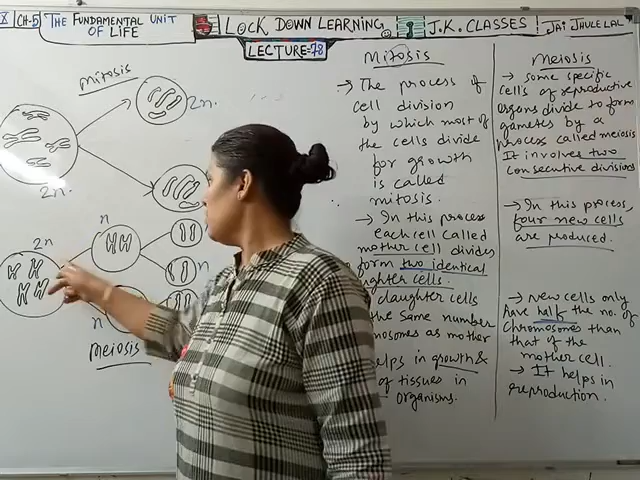 IX CH-5 THE FUNDAMENTAL UNIT
OF LIFE
LOCK DOWN LEARNING
J.K. CLASSES
JAI JHULELAL
LECTURE-78
mitosis
2n.
2n.
2n
n
n
n
meiosis
Mitosis
→ The process of
cell division
by which most of
the cells divide
for growth
is called
mitosis.
→ In this process
each cell called
mother cell divides
form two identical
ghter cells.
daughter cells
the same number
mosomes as mother
helps in growth &
of tissues in
organisms.
Meiosis
→ some specific
cells of reproductive
organs divide to form
gametes by a
process called meiosis
It involves two
consecutive divisions
→ In this process,
four new cells
are produced.
→ New cells only
have half the no. of
chromosomes than
that of the
mother cell.
→ It helps in
reproduction.